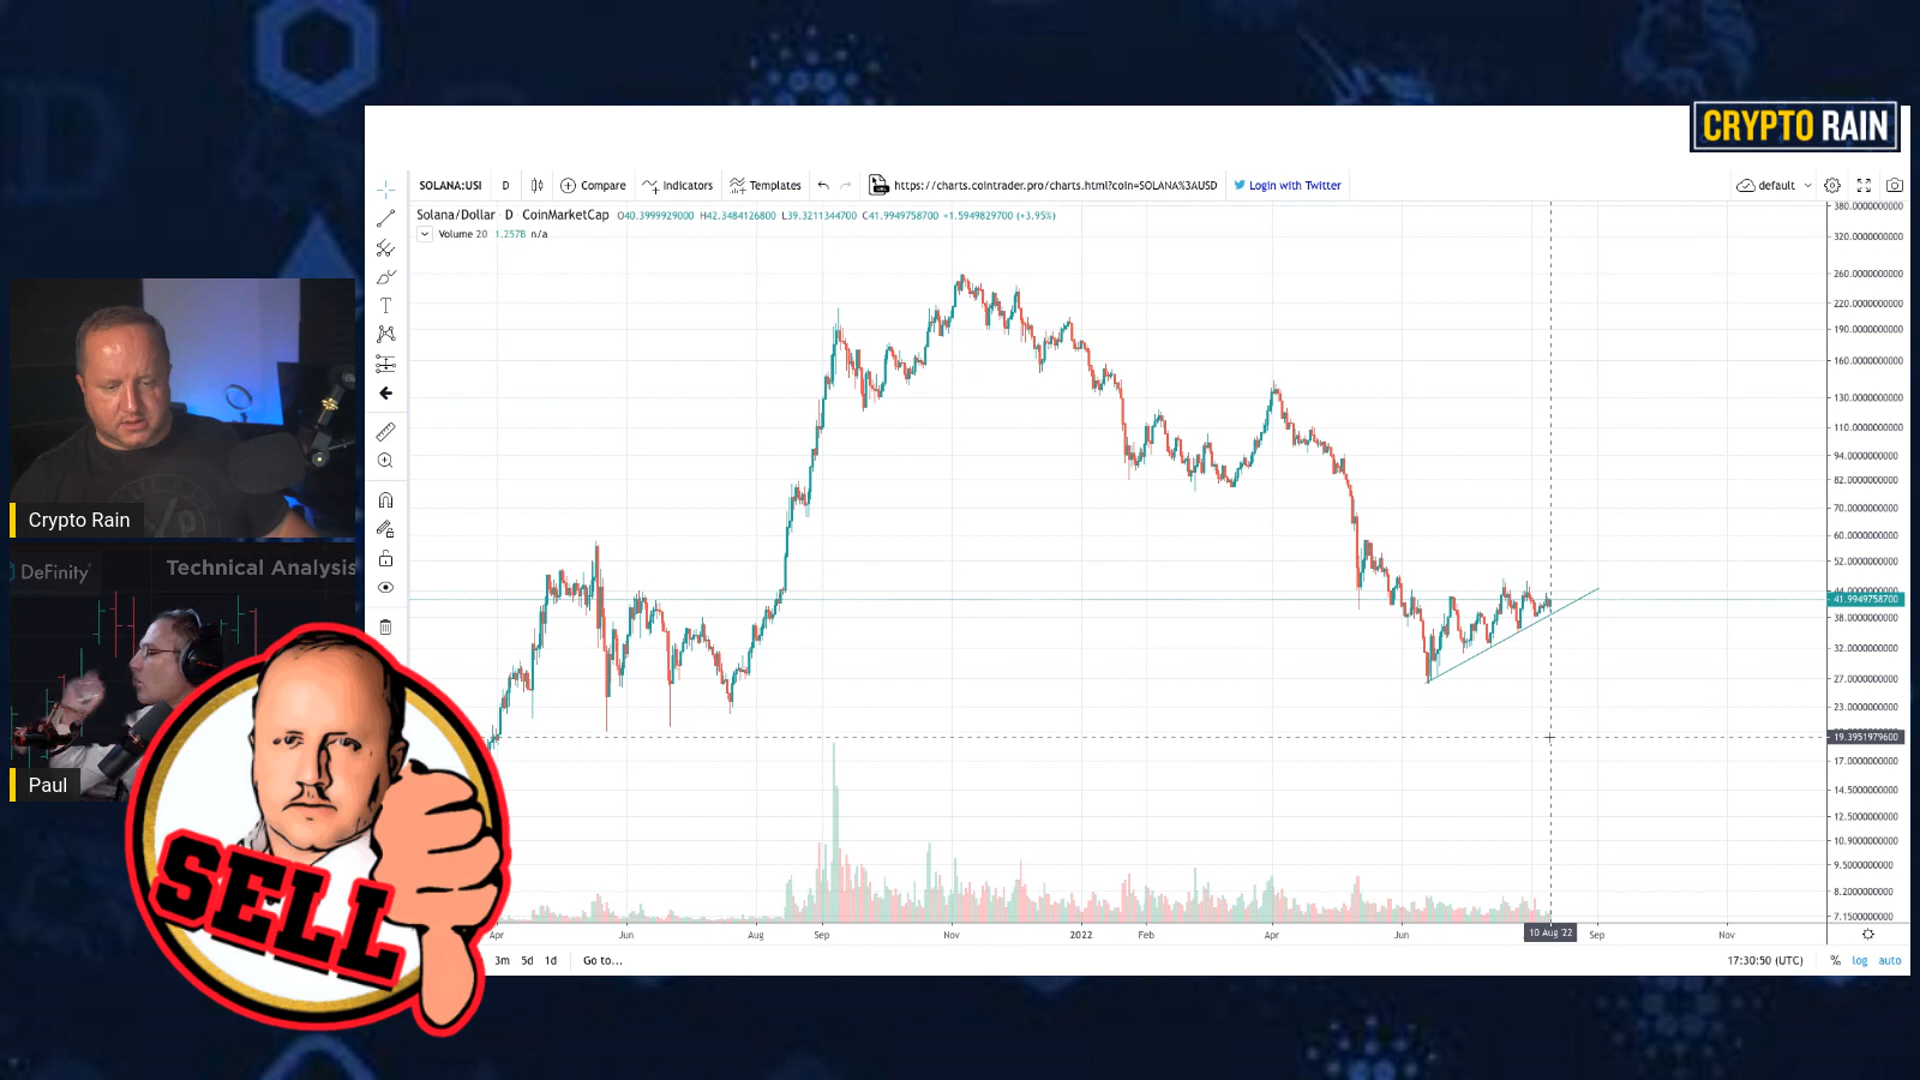 CRYPTO RAIN
SOLANA:USI D Compare Indicators Templates https://charts.cointrader.pro/charts.html?coin=SOLANA%3AUSD Login with Twitter default
Solana/Dollar D CoinMarketCap O40.3999929000 H42.3484126800 L39.3211344700 C41.9949758700 +1.5949829700 (+3.95%)
Volume 20 1.257B n/a
380.0000000000
320.0000000000
260.0000000000
220.0000000000
190.0000000000
160.0000000000
130.0000000000
110.0000000000
94.0000000000
82.0000000000
70.0000000000
60.0000000000
52.0000000000
41.9949758700
38.0000000000
32.0000000000
27.0000000000
23.0000000000
19.3951979600
17.0000000000
14.5000000000
12.5000000000
10.9000000000
9.5000000000
8.2000000000
7.1500000000
Crypto Rain
DeFinity Technical Analysis
Paul
SELL
Apr Jun Aug Sep Nov 2022 Feb Apr Jun 10 Aug '22 Sep Nov
3m 5d 1d Go to... 17:30:50 (UTC) % log auto